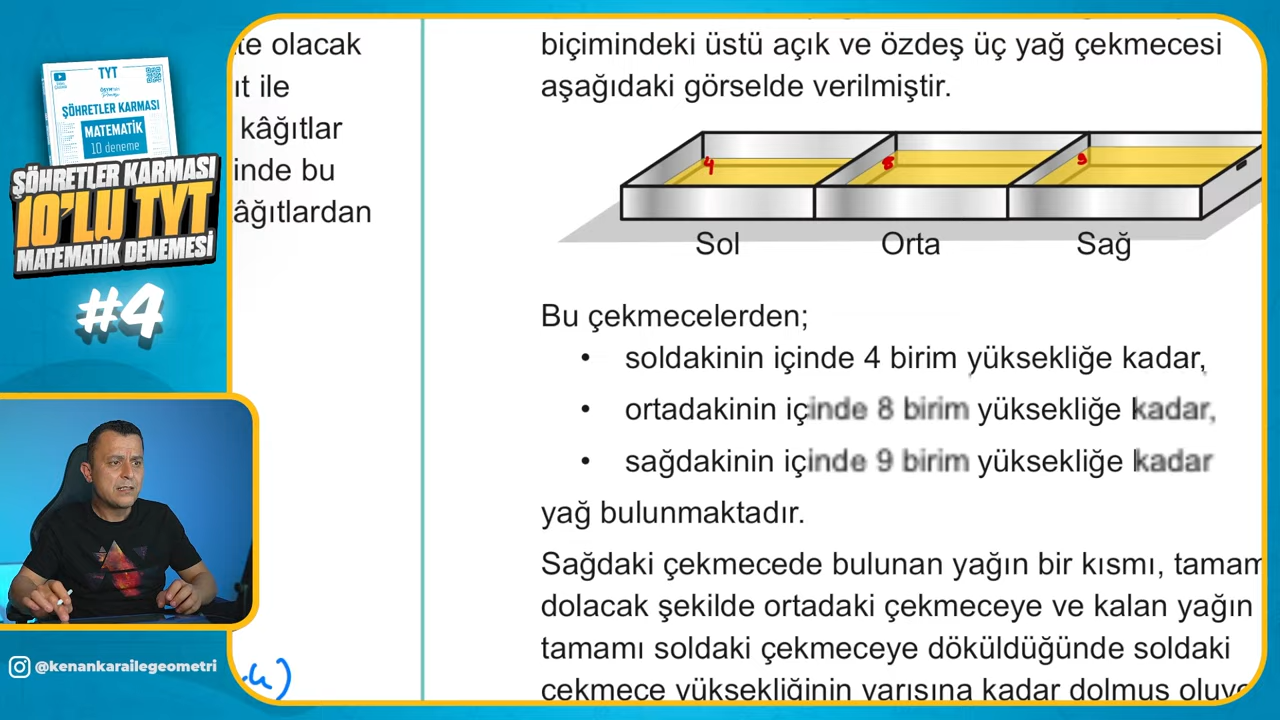 TYT
ŞÖHRETLER KARMASI
MATEMATİK
10 deneme
ŞÖHRETLER KARMASI
10'LU TYT
MATEMATİK DENEMESİ
#4
@kenankarailegeometri
te olacak
ıt ile
kâğıtlar
inde bu
âğıtlardan
biçimindeki üstü açık ve özdeş üç yağ çekmecesi
aşağıdaki görselde verilmiştir.
4 8 9
Sol Orta Sağ
Bu çekmecelerden;
• soldakinin içinde 4 birim yüksekliğe kadar,
• ortadakinin içinde 8 birim yüksekliğe kadar,
• sağdakinin içinde 9 birim yüksekliğe kadar
yağ bulunmaktadır.
Sağdaki çekmecede bulunan yağın bir kısmı, tamam
dolacak şekilde ortadaki çekmeceye ve kalan yağın
tamamı soldaki çekmeceye döküldüğünde soldaki
çekmece yüksekliğinin yarısına kadar dolmuş oluyo